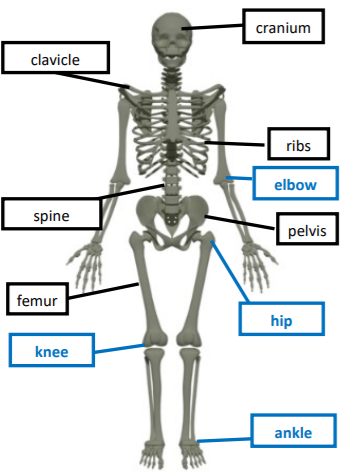 cranium
clavicle
ribs
elbow
spine
pelvis
femur
hip
knee
ankle